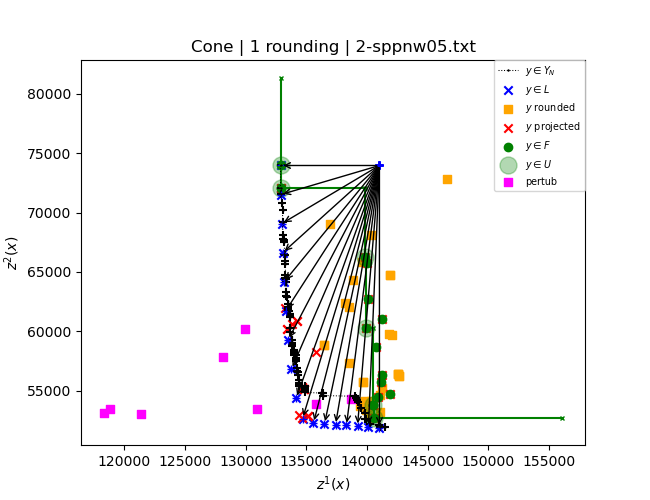 Cone | 1 rounding | 2-sppnw05.txt
y ∈ Y_N
y ∈ L
y rounded
y projected
y ∈ F
y ∈ U
pertub
80000
75000
70000
65000
60000
55000
z²(x)
120000 125000 130000 135000 140000 145000 150000 155000
z¹(x)